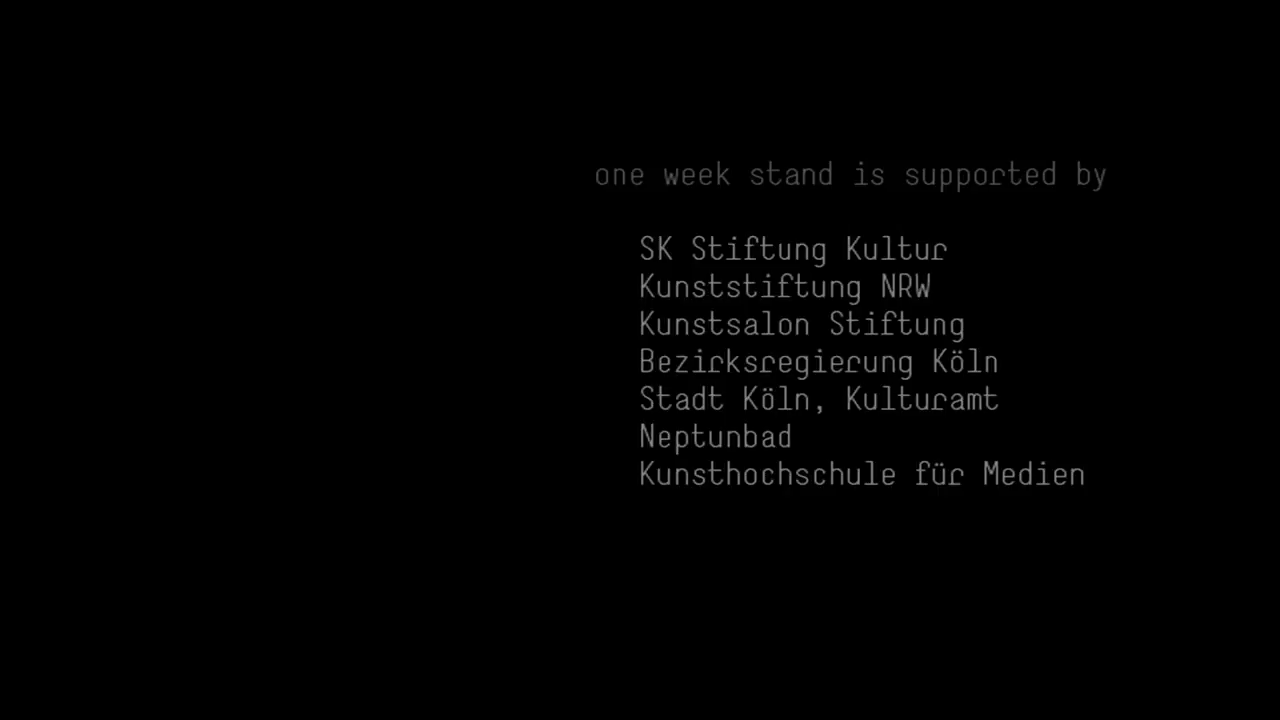 one week stand is supported by
SK Stiftung Kultur
Kunststiftung NRW
Kunstsalon Stiftung
Bezirksregierung Köln
Stadt Köln, Kulturamt
Neptunbad
Kunsthochschule für Medien